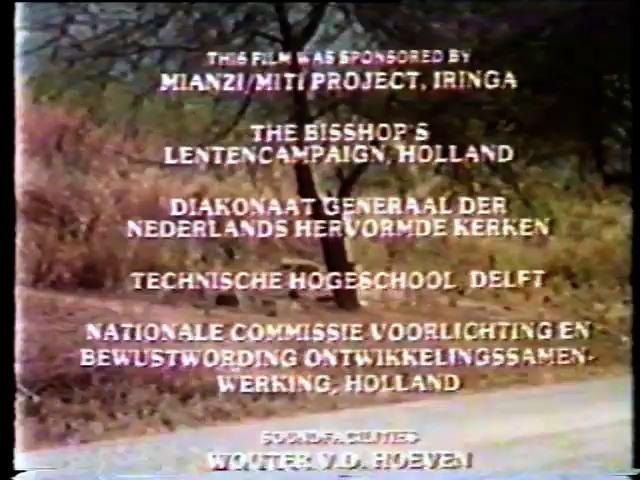 THIS FILM WAS SPONSORED BY
MIANZI/MITI PROJECT, IRINGA
THE BISSHOP'S
LENTENCAMPAIGN, HOLLAND
DIAKONAAT GENERAAL DER
NEDERLANDS HERVORMDE KERKEN
TECHNISCHE HOGESCHOOL DELFT
NATIONALE COMMISSIE VOORLICHTING EN
BEWUSTWORDING ONTWIKKELINGSSAMEN-
WERKING, HOLLAND
SOUNDFACILITIES
WOUTER V.D. HOEVEN